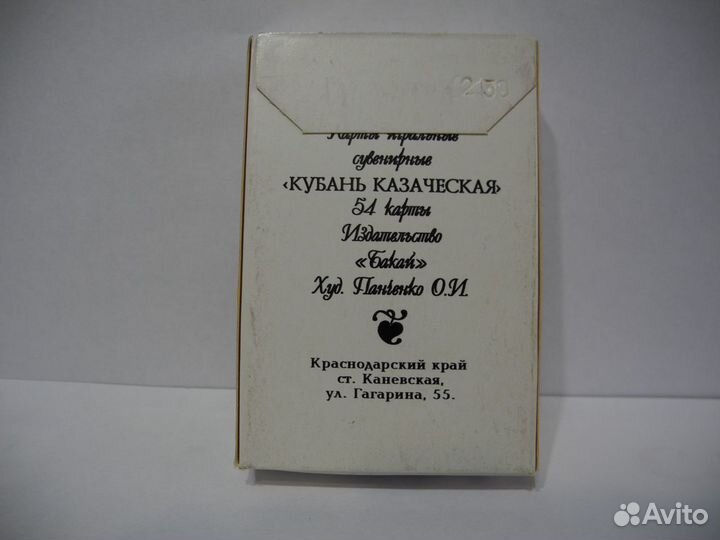 2150
Карты игральные
сувенирные
‹КУБАНЬ КАЗАЧЕСКАЯ›
54 карты
Издательство
«Бакай»
Худ. Панченко О.И.
Краснодарский край
ст. Каневская,
ул. Гагарина, 55.
Avito